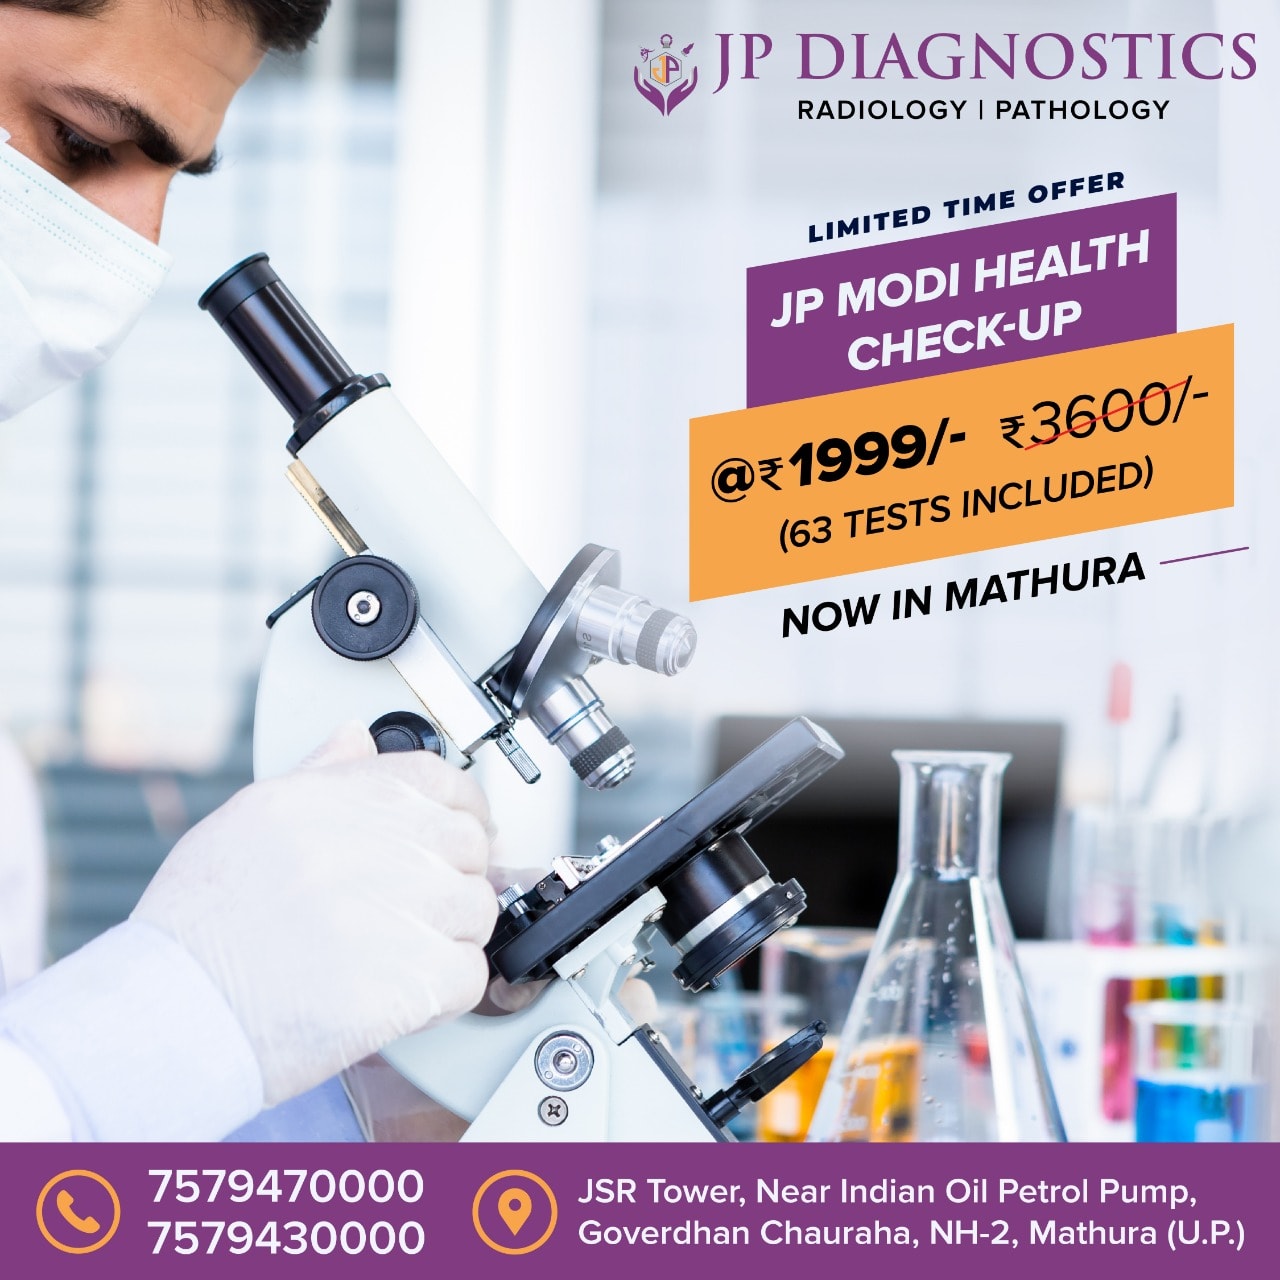 JP
JP DIAGNOSTICS
RADIOLOGY | PATHOLOGY
LIMITED TIME OFFER
JP MODI HEALTH
CHECK-UP
@₹1999/- ₹3600/-
(63 TESTS INCLUDED)
NOW IN MATHURA
7579470000
7579430000
JSR Tower, Near Indian Oil Petrol Pump,
Goverdhan Chauraha, NH-2, Mathura (U.P.)